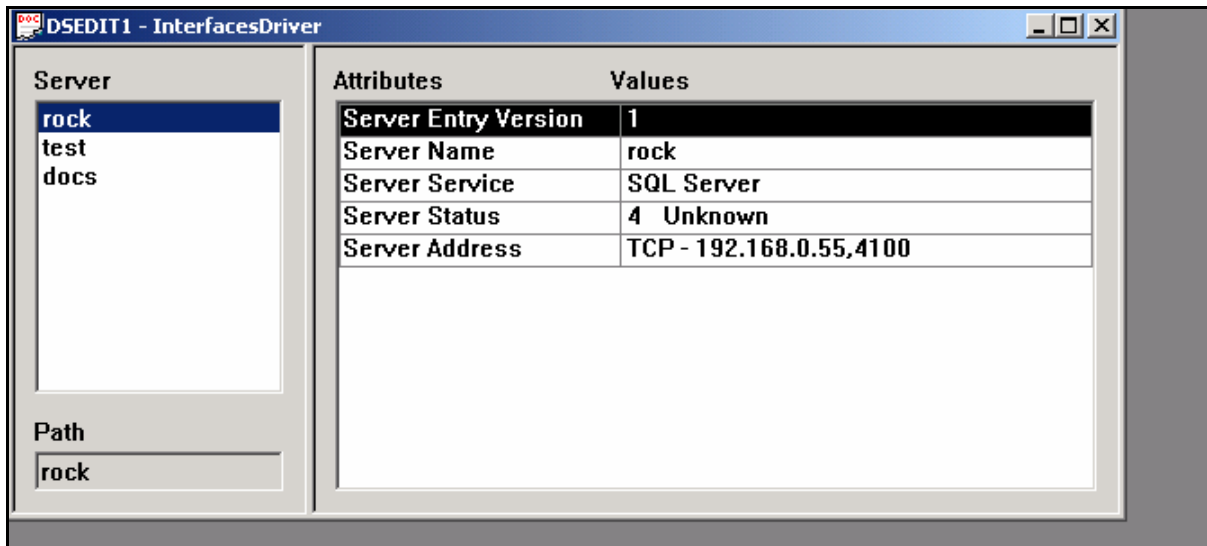 DOC DSEDIT1 - InterfacesDriver
Server
rock
test
docs
Path
rock
Attributes Values
Server Entry Version 1
Server Name rock
Server Service SQL Server
Server Status 4 Unknown
Server Address TCP - 192.168.0.55,4100